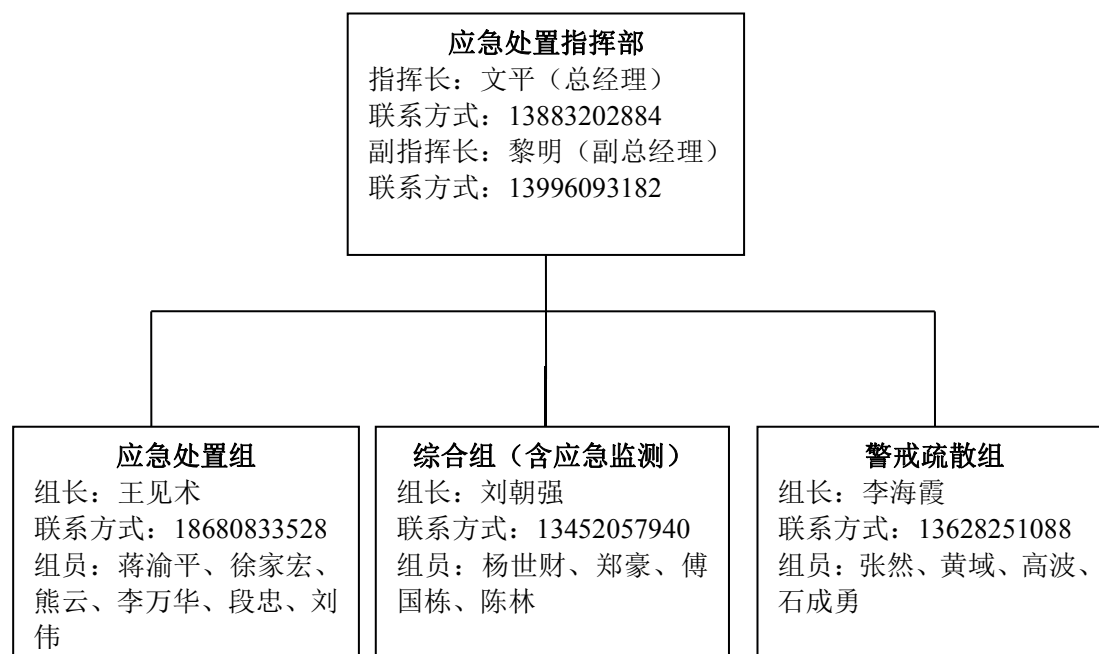 应急处置指挥部
指挥长：文平（总经理）
联系方式：13883202884
副指挥长：黎明（副总经理）
联系方式：13996093182
应急处置组
组长：王见术
联系方式：18680833528
组员：蒋渝平、徐家宏、
熊云、李万华、段忠、刘
伟
综合组（含应急监测）
组长：刘朝强
联系方式：13452057940
组员：杨世财、郑豪、傅
国栋、陈林
警戒疏散组
组长：李海霞
联系方式：13628251088
组员：张然、黄域、高波、
石成勇